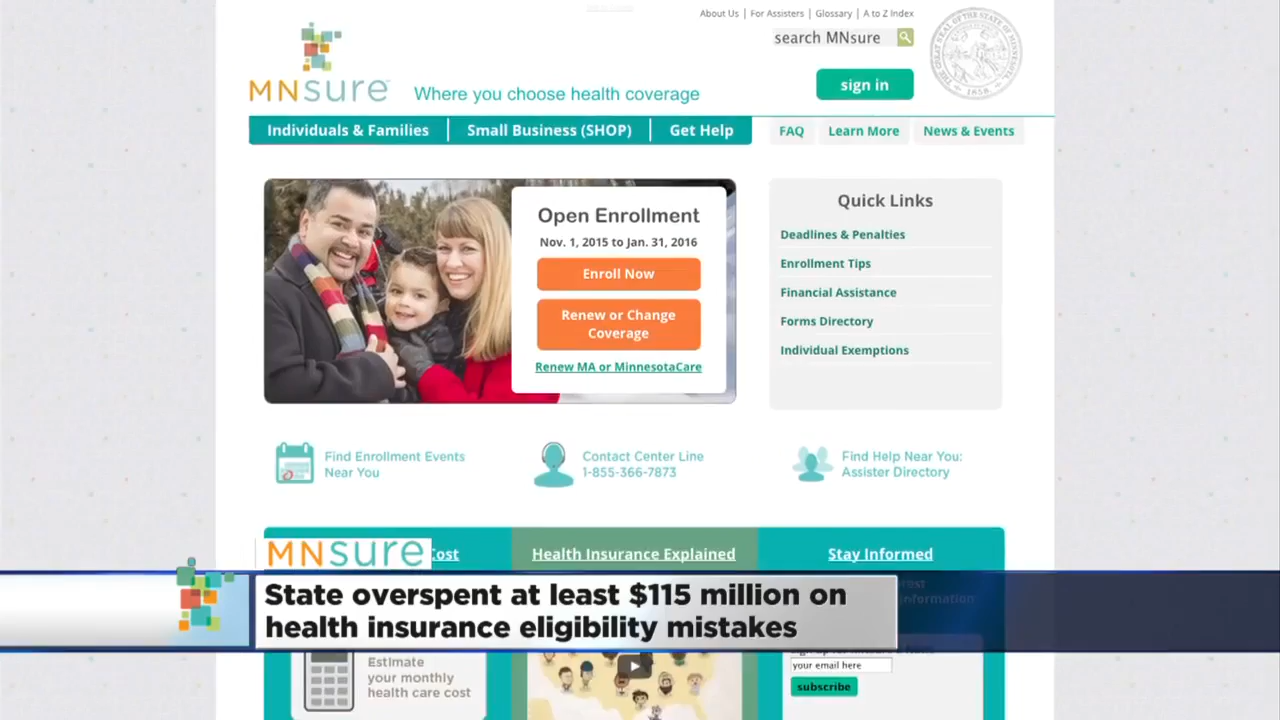 About Us | For Assisters | Glossary | A to Z Index
search MNsure
MNsure
Where you choose health coverage
sign in
1858
Individuals & Families
Small Business (SHOP)
Get Help
FAQ
Learn More
News & Events
Open Enrollment
Nov. 1, 2015 to Jan. 31, 2016
Enroll Now
Renew or Change
Coverage
Renew MA or MinnesotaCare
Quick Links
Deadlines & Penalties
Enrollment Tips
Financial Assistance
Forms Directory
Individual Exemptions
Find Enrollment Events
Near You
Contact Center Line
1-855-366-7873
Find Help Near You:
Assister Directory
MNsure
Cost
Health Insurance Explained
Stay Informed
information
State overspent at least $115 million on
health insurance eligibility mistakes
Estimate
your monthly
health care cost
your email here
subscribe